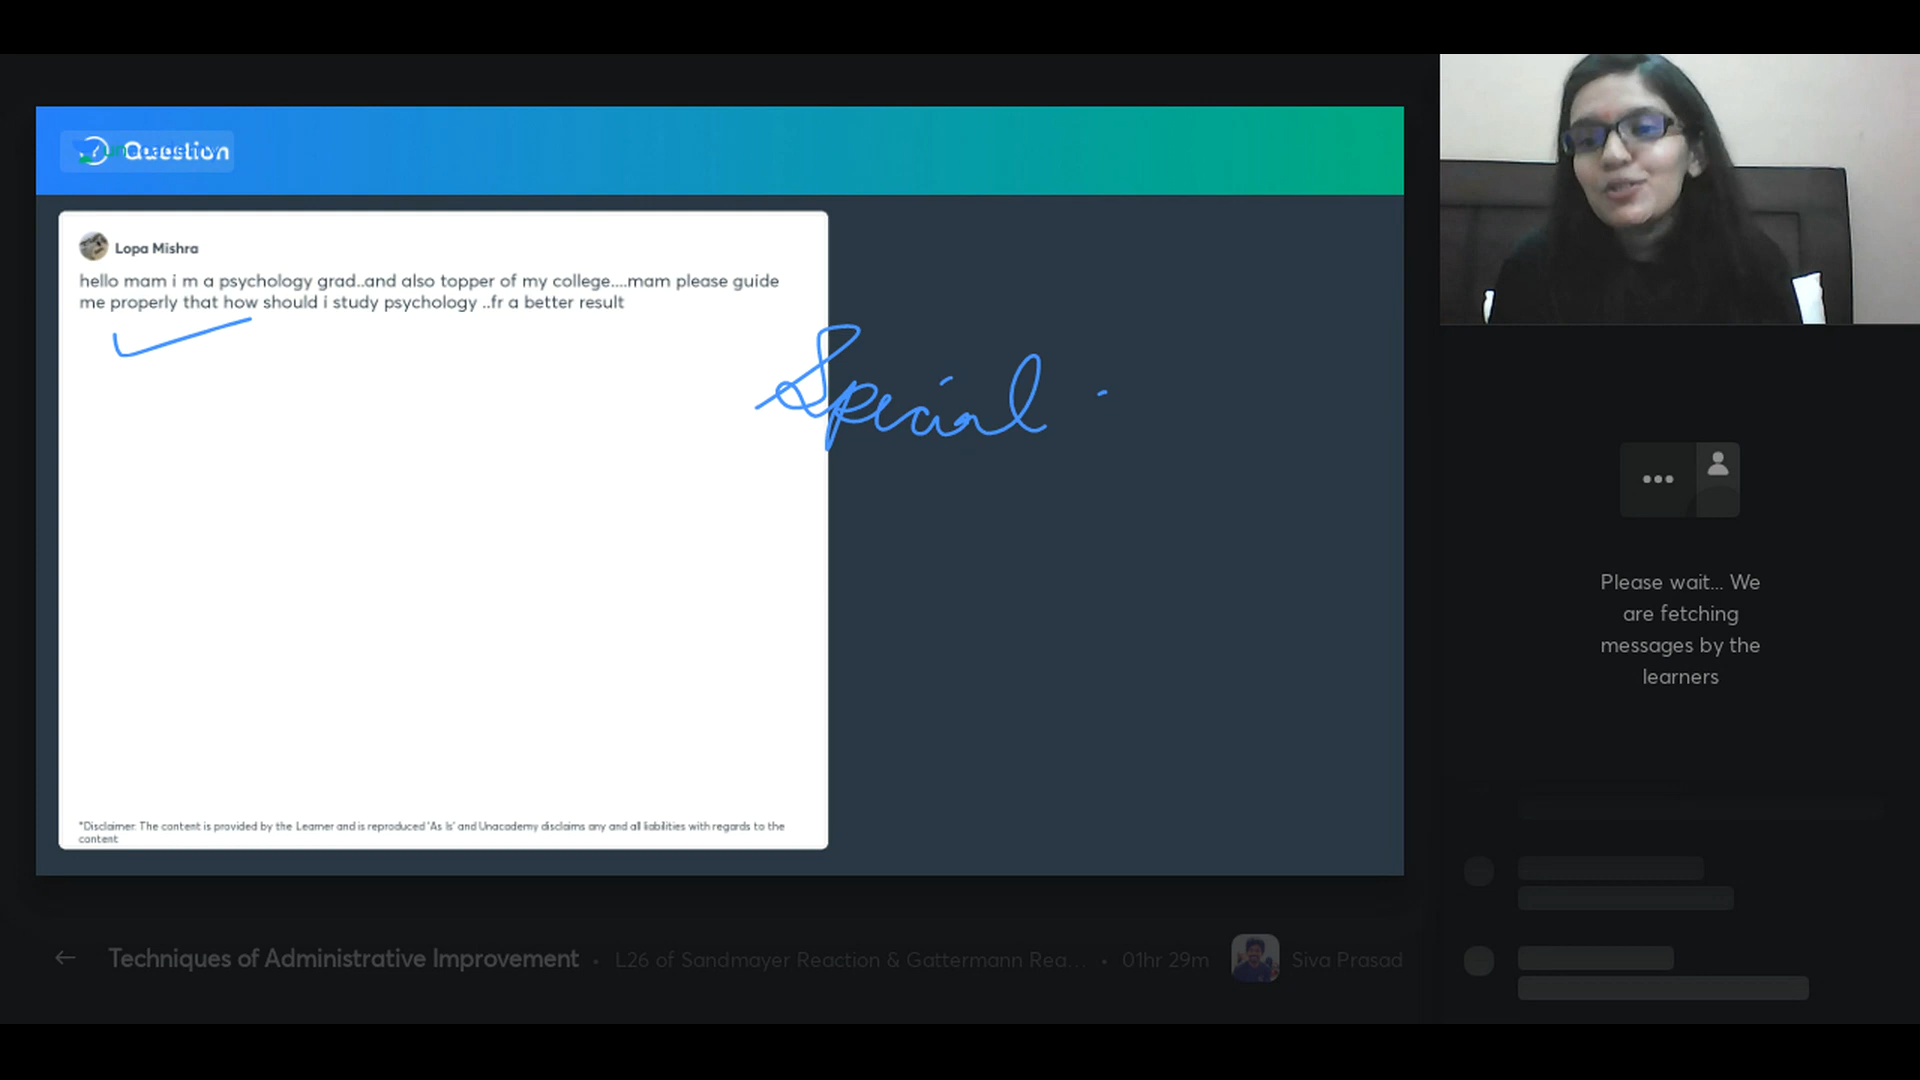 Question
Lopa Mishra
hello mam i m a psychology grad..and also topper of my college....mam please guide
me properly that how should i study psychology ..fr a better result
Special
*Disclaimer: The content is provided by the Learner and is reproduced 'As Is' and Unacademy disclaims any and all liabilities with regards to the
content
Please wait... We
are fetching
messages by the
learners
Techniques of Administrative Improvement • L26 of Sandmayer Reaction & Gattermann Rea... • 01hr 29m Siva Prasad